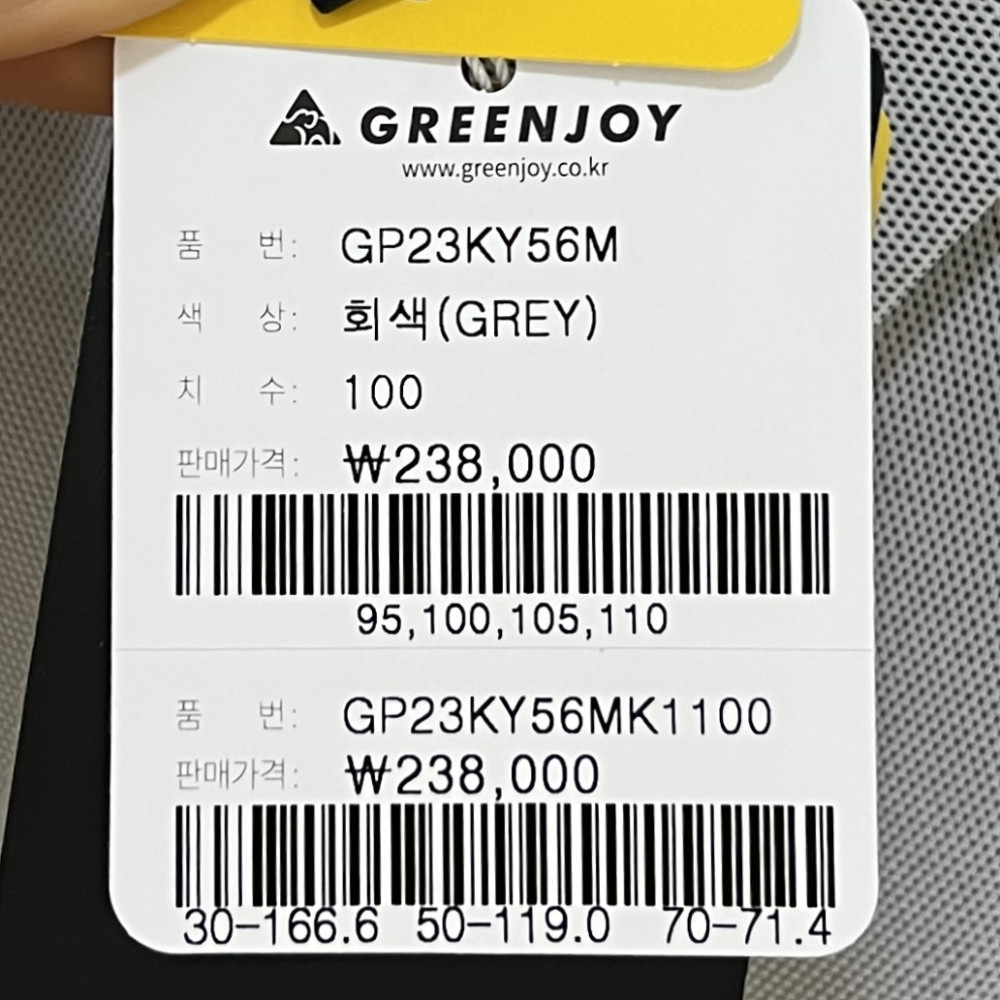 GREENJOY
www.greenjoy.co.kr
품 번: GP23KY56M
색 상: 회색(GREY)
치 수: 100
판매가격: ₩238,000
95,100,105,110
품 번: GP23KY56MK1100
판매가격: ₩238,000
30-166.6 50-119.0 70-71.4